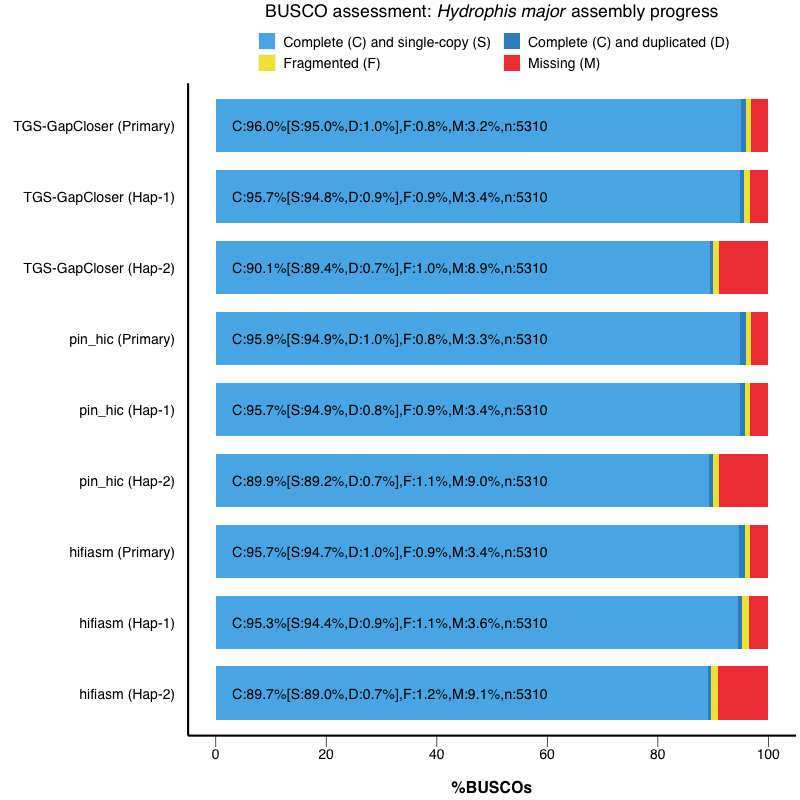 BUSCO assessment: Hydrophis major assembly progress
Complete (C) and single-copy (S) Complete (C) and duplicated (D)
Fragmented (F) Missing (M)
TGS-GapCloser (Primary) C:96.0%[S:95.0%,D:1.0%],F:0.8%,M:3.2%,n:5310
TGS-GapCloser (Hap-1) C:95.7%[S:94.8%,D:0.9%],F:0.9%,M:3.4%,n:5310
TGS-GapCloser (Hap-2) C:90.1%[S:89.4%,D:0.7%],F:1.0%,M:8.9%,n:5310
pin_hic (Primary) C:95.9%[S:94.9%,D:1.0%],F:0.8%,M:3.3%,n:5310
pin_hic (Hap-1) C:95.7%[S:94.9%,D:0.8%],F:0.9%,M:3.4%,n:5310
pin_hic (Hap-2) C:89.9%[S:89.2%,D:0.7%],F:1.1%,M:9.0%,n:5310
hifiasm (Primary) C:95.7%[S:94.7%,D:1.0%],F:0.9%,M:3.4%,n:5310
hifiasm (Hap-1) C:95.3%[S:94.4%,D:0.9%],F:1.1%,M:3.6%,n:5310
hifiasm (Hap-2) C:89.7%[S:89.0%,D:0.7%],F:1.2%,M:9.1%,n:5310
0 20 40 60 80 100
%BUSCOs